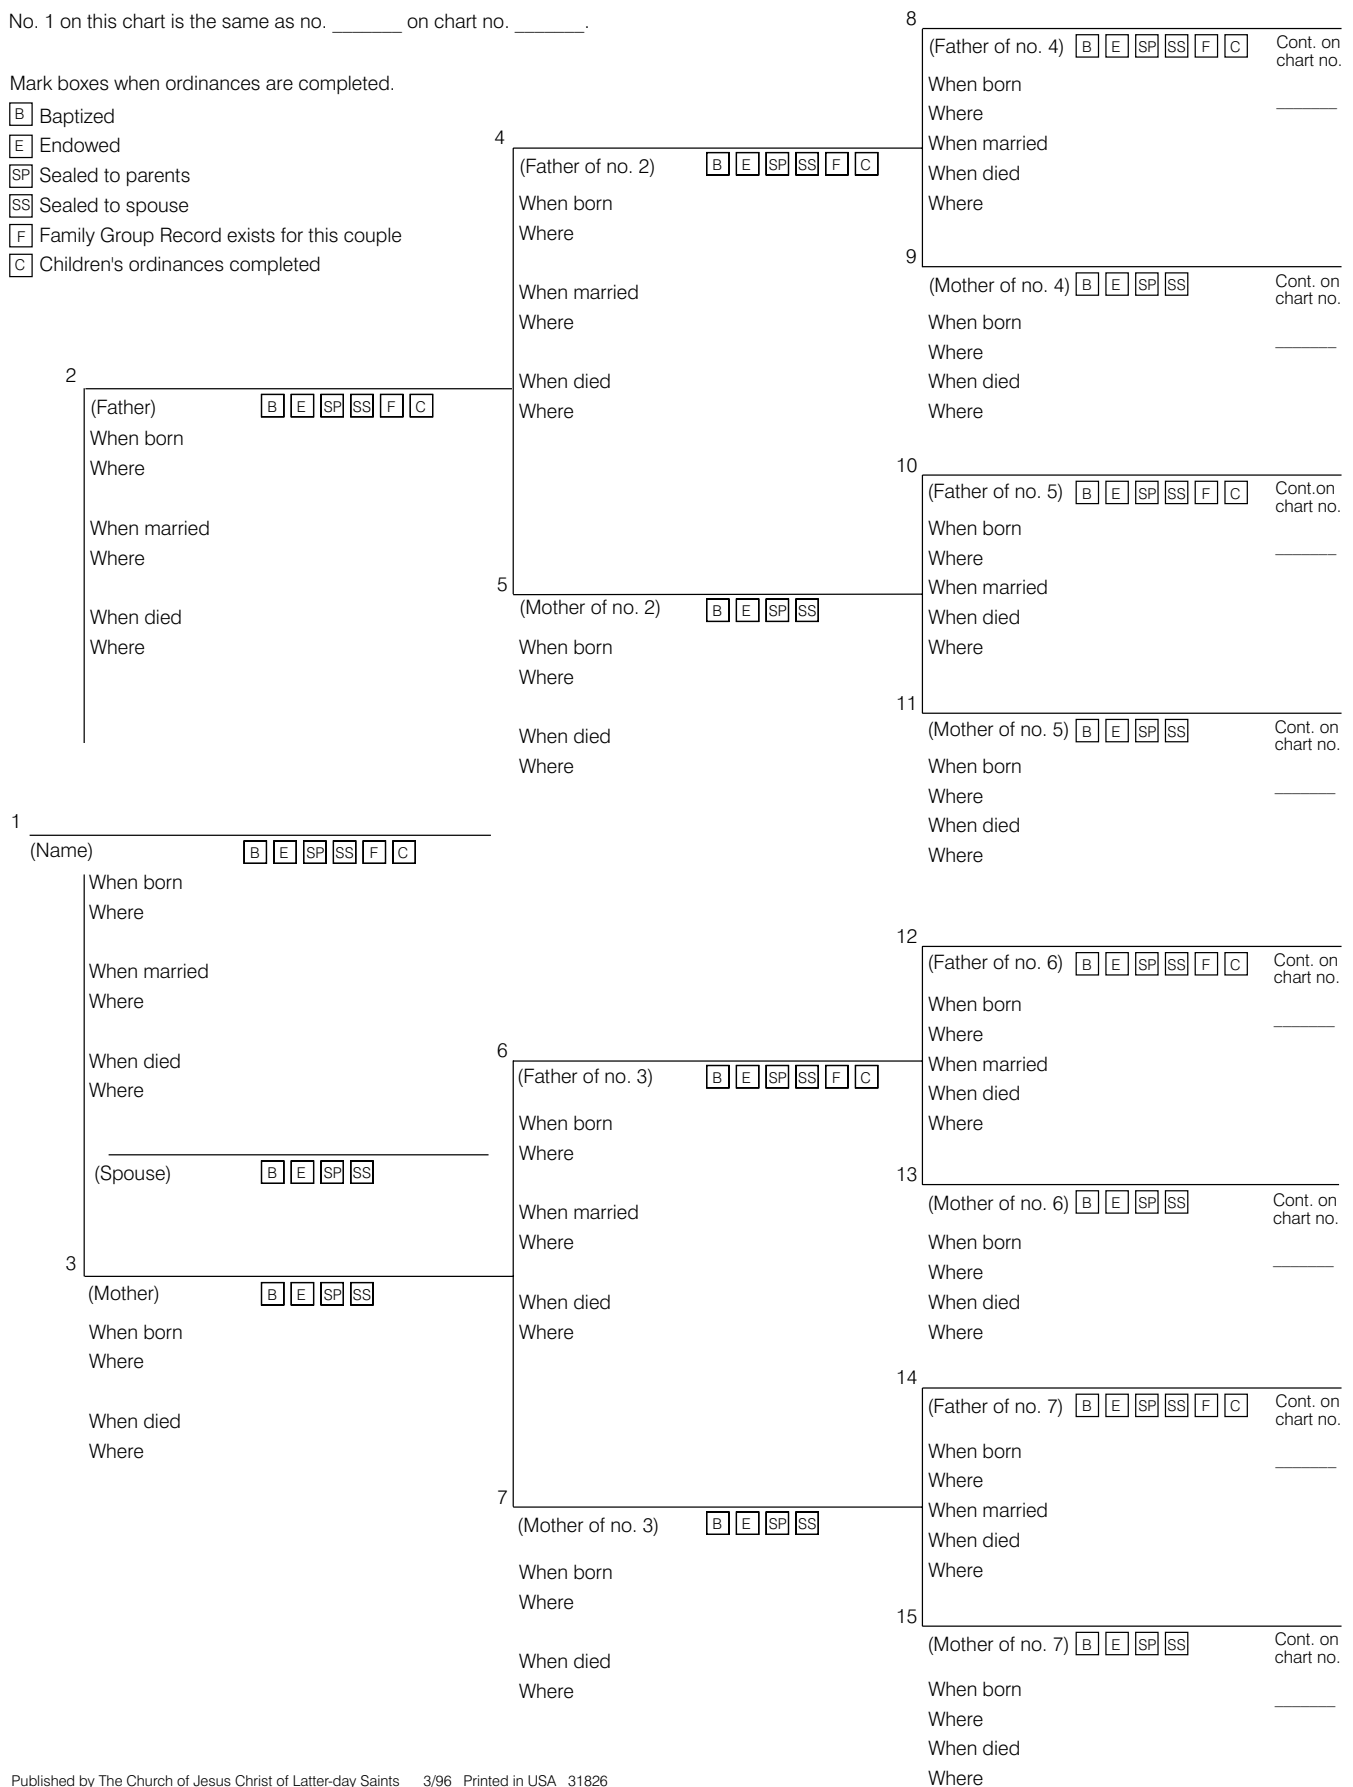 No. 1 on this chart is the same as no. _______ on chart no. _______.
Mark boxes when ordinances are completed.
B Baptized
E Endowed
SP Sealed to parents
SS Sealed to spouse
F Family Group Record exists for this couple
C Children's ordinances completed
2
(Father) B E SP SS F C
When born
Where
When married
Where
When died
Where
1
(Name) B E SP SS F C
When born
Where
When married
Where
When died
Where
(Spouse) B E SP SS
3
(Mother) B E SP SS
When born
Where
When died
Where
4
(Father of no. 2) B E SP SS F C
When born
Where
When married
Where
When died
Where
5
(Mother of no. 2) B E SP SS
When born
Where
When died
Where
6
(Father of no. 3) B E SP SS F C
When born
Where
When married
Where
When died
Where
7
(Mother of no. 3) B E SP SS
When born
Where
When died
Where
8
(Father of no. 4) B E SP SS F C Cont. on
chart no.
When born
Where ______
When married
When died
Where
9
(Mother of no. 4) B E SP SS Cont. on
chart no.
When born
Where ______
When died
Where
10
(Father of no. 5) B E SP SS F C Cont.on
chart no.
When born
Where ______
When married
When died
Where
11
(Mother of no. 5) B E SP SS Cont. on
chart no.
When born
Where ______
When died
Where
12
(Father of no. 6) B E SP SS F C Cont. on
chart no.
When born
Where ______
When married
When died
Where
13
(Mother of no. 6) B E SP SS Cont. on
chart no.
When born
Where ______
When died
Where
14
(Father of no. 7) B E SP SS F C Cont. on
chart no.
When born
Where ______
When married
When died
Where
15
(Mother of no. 7) B E SP SS Cont. on
chart no.
When born
Where ______
When died
Where
Published by The Church of Jesus Christ of Latter-day Saints 3/96 Printed in USA 31826